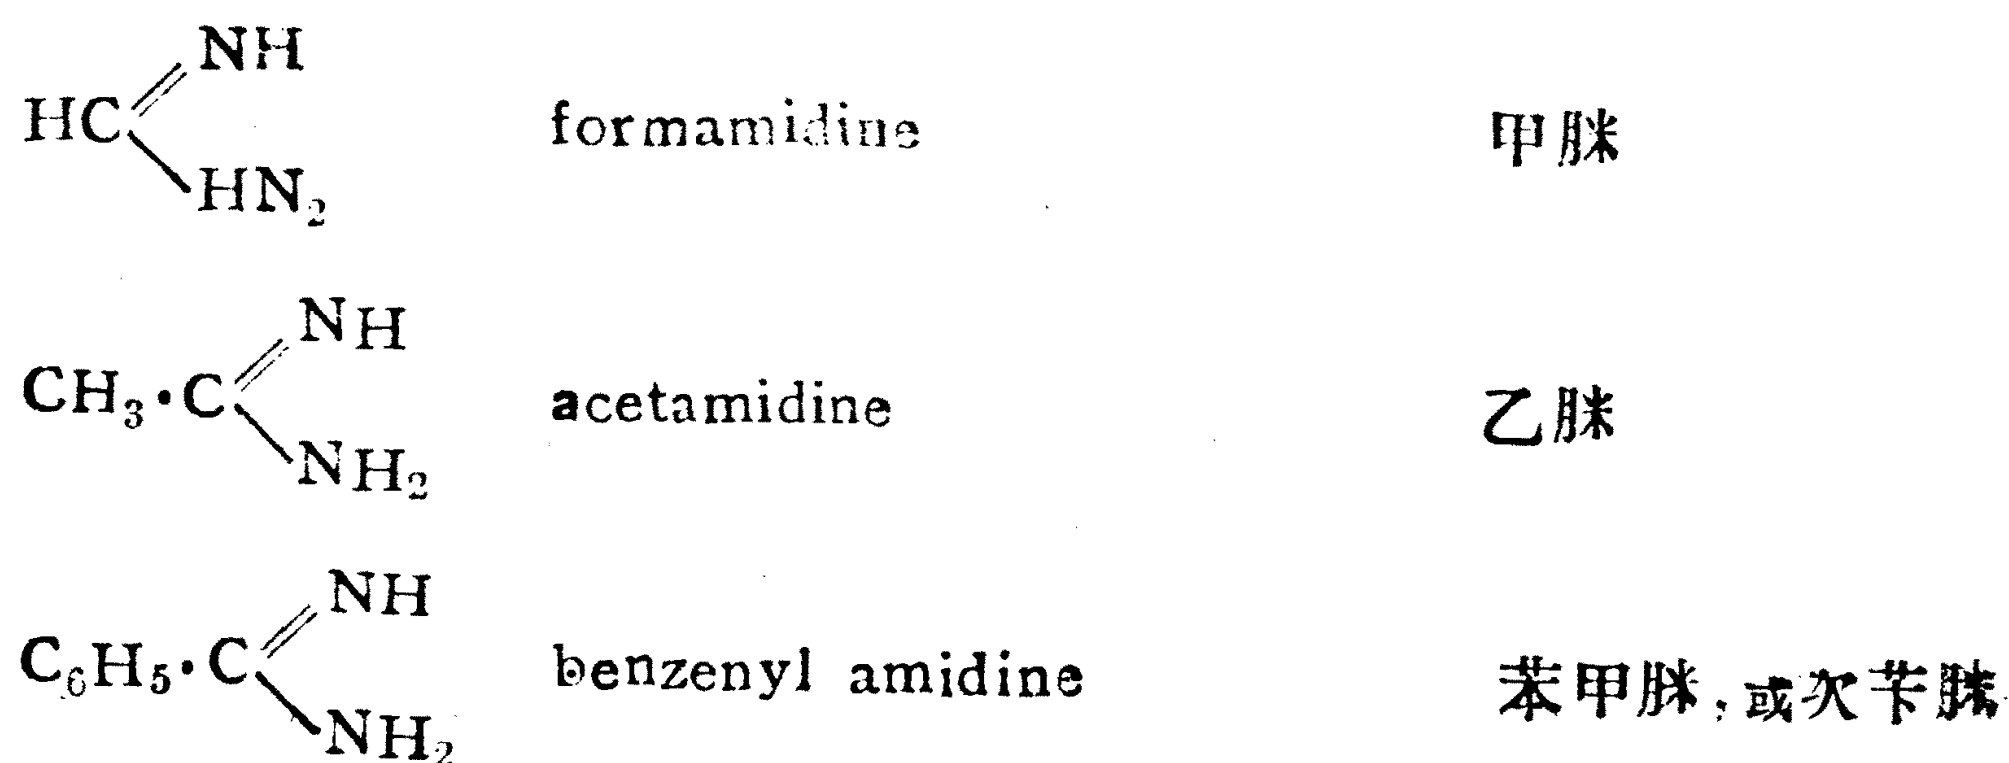 NH
HC formamidine 甲脒
HN₂
NH
CH₃·C acetamidine 乙脒
NH₂
NH
C₆H₅·C benzenyl amidine 苯甲脒,或次苄脒
NH₂